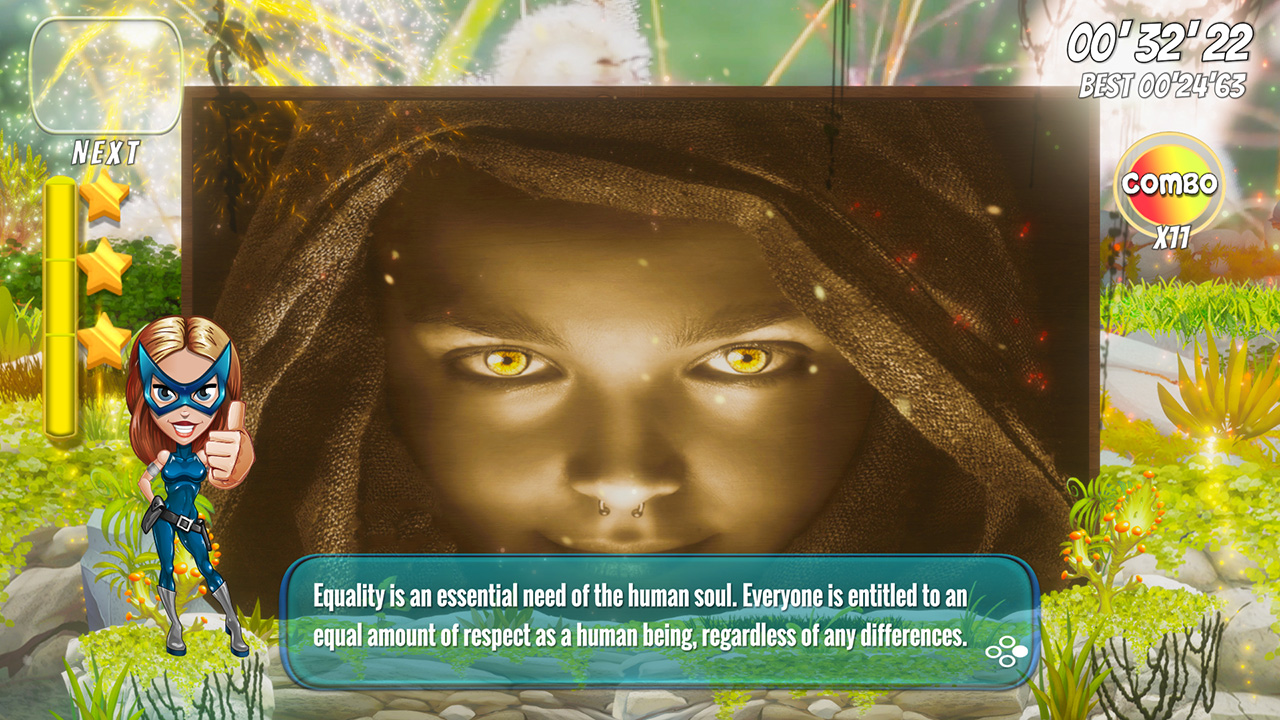 00'32'22
BEST 00'24'63
NEXT
COMBO
X11
Equality is an essential need of the human soul. Everyone is entitled to an
equal amount of respect as a human being, regardless of any differences.